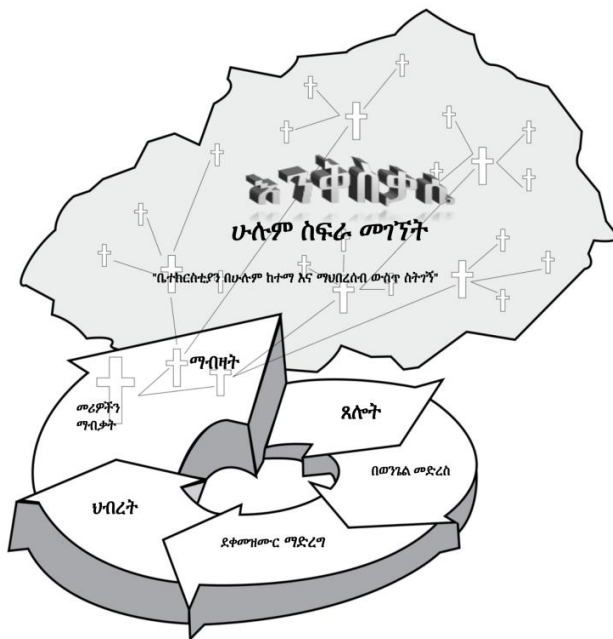 እንቅስቃሴ
ሁሉም ስፍራ መገኘት
"ቤተክርስቲያን በሁሉም ከተማ እና ማህበረሰብ ውስጥ ስትገኝ"
ማብዛት
መሪዎችን
ማብቃት
ጸሎት
በወንጌል መድረስ
ህብረት
ደቀመዝሙር ማድረግ